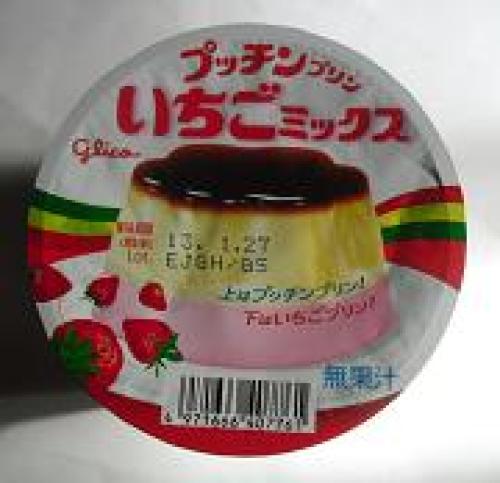 プッチンプリン
いちごミックス
Glico
13. 1.27
EJGH/BS
上はプッチンプリン!
下はいちごプリン!
無果汁